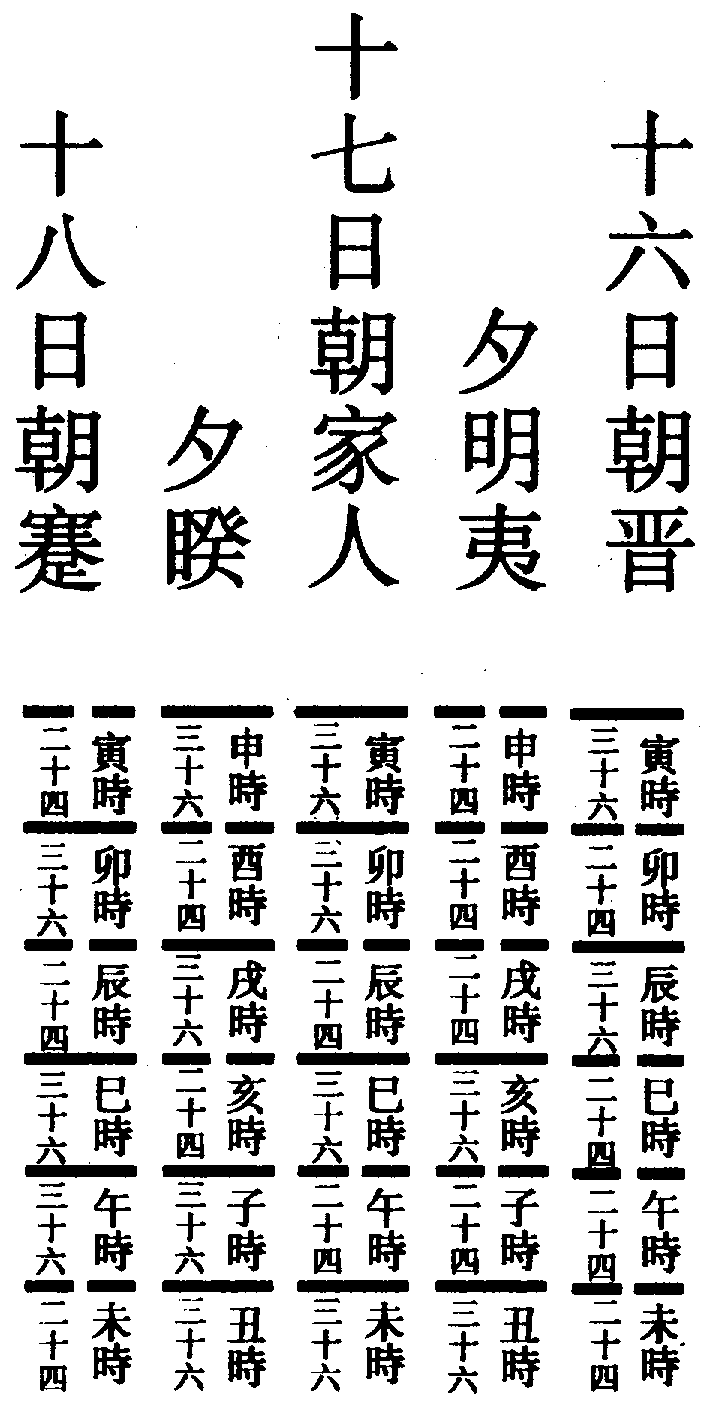 十六日朝晋
寅時
三十六
卯時
二十四
辰時
三十六
巳時
二十四
午時
二十四
未時
二十四
夕明夷
申時
二十四
酉時
二十四
戌時
二十四
亥時
三十六
子時
二十四
丑時
三十六
十七日朝家人
寅時
三十六
卯時
三十六
辰時
二十四
巳時
三十六
午時
二十四
未時
三十六
夕睽
申時
三十六
酉時
二十四
戌時
三十六
亥時
二十四
子時
三十六
丑時
三十六
十八日朝蹇
寅時
二十四
卯時
三十六
辰時
二十四
巳時
三十六
午時
三十六
未時
二十四